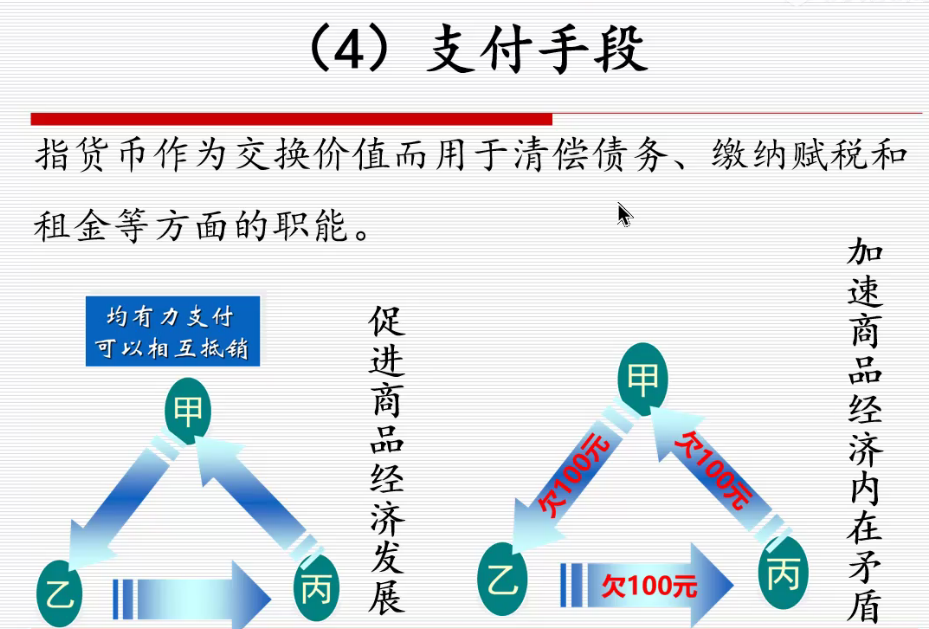 （4）支付手段
指货币作为交换价值而用于清偿债务、缴纳赋税和
租金等方面的职能。
均有力支付
可以相互抵销
甲
乙
丙
促进商品经济发展
甲
欠100元
欠100元
乙
欠100元
丙
加速商品经济内在矛盾